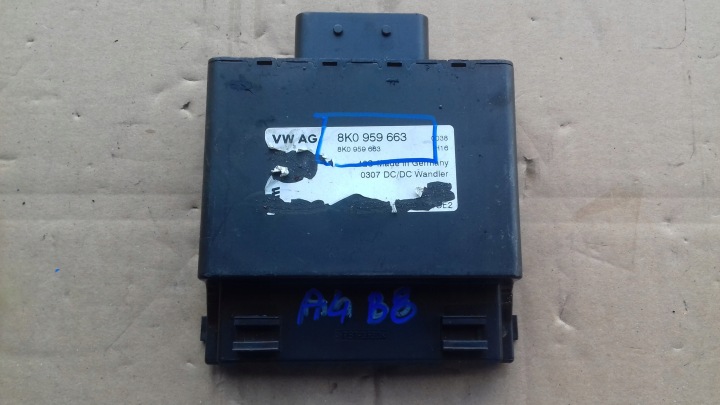 VW AG 8K0 959 663
8K0 959 663
Made in Germany
0307 DC/DC Wandler
A4 B8